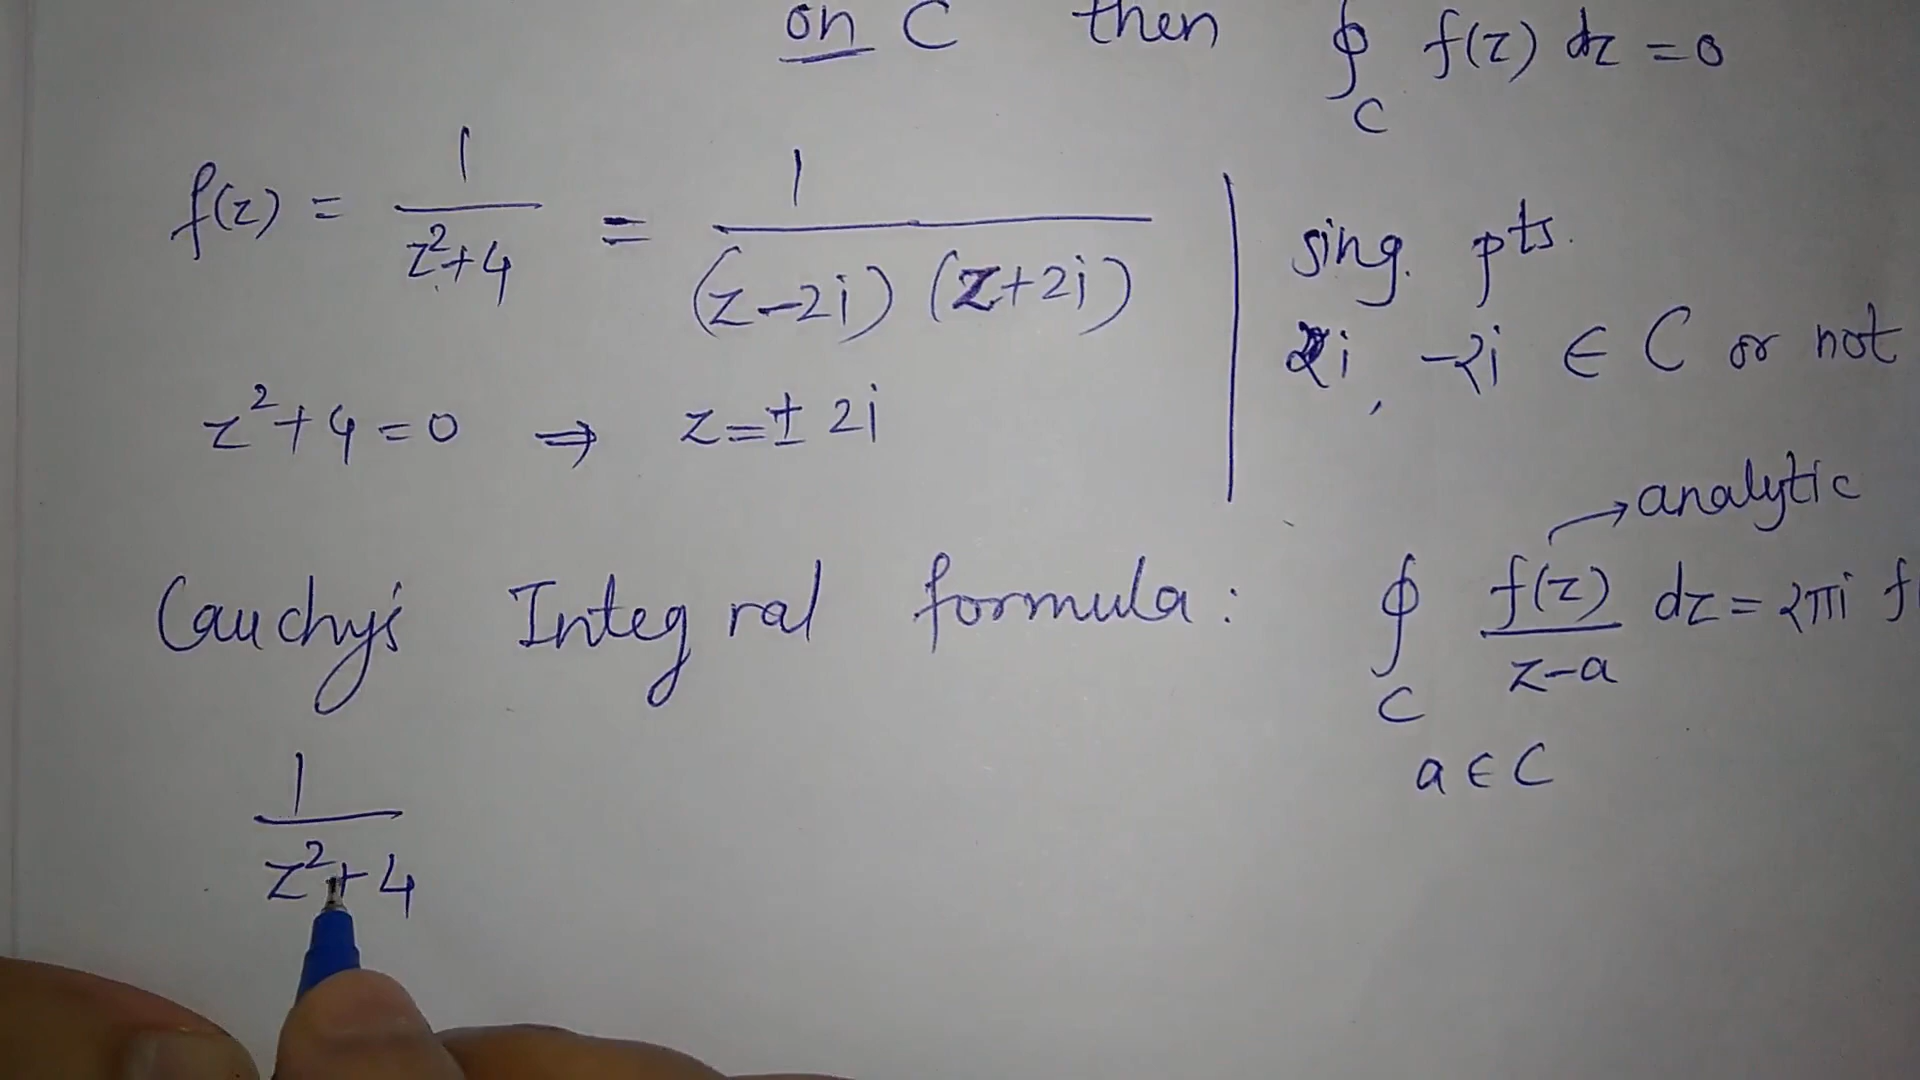 on C then ∮_C f(z) dz = 0
f(z) = 1/(z²+4) = 1/((z-2i)(z+2i))
sing. pts.
2i, -2i ∈ C or not
z²+4=0 ⇒ z=± 2i
analytic
Cauchy's Integral formula: ∮_C f(z)/(z-a) dz = 2πi f(
a ∈ C
1/(z²+4)